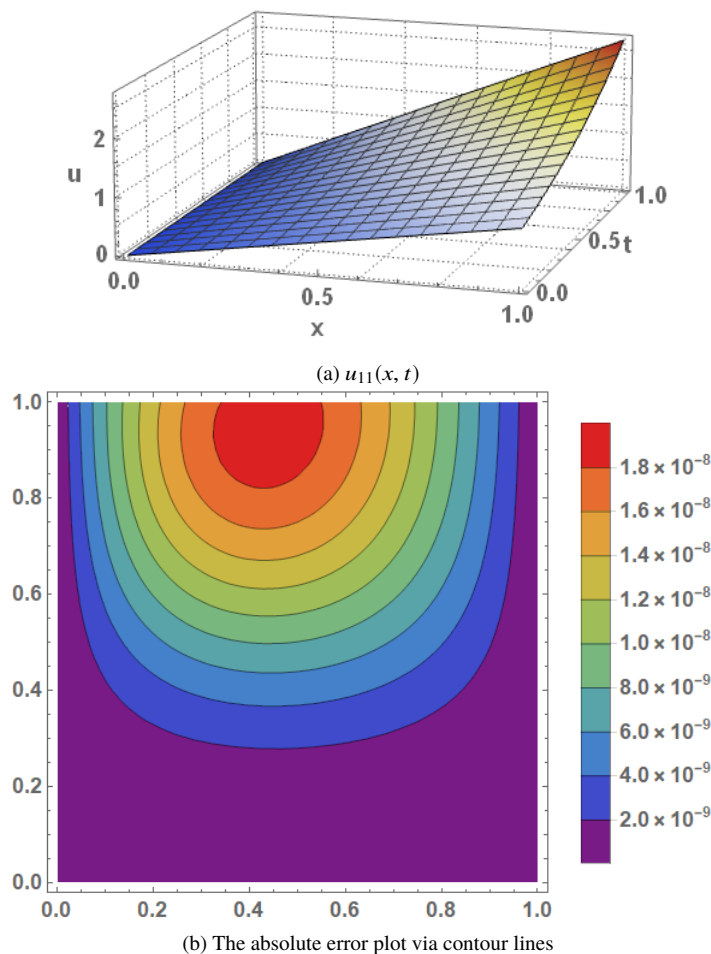 2
u
1
0
0.0
0.5
x
1.0
0.0
0.5
t
1.0
(a) u₁₁(x, t)
1.0
0.8
0.6
0.4
0.2
0.0
0.0 0.2 0.4 0.6 0.8 1.0
1.8 × 10⁻⁸
1.6 × 10⁻⁸
1.4 × 10⁻⁸
1.2 × 10⁻⁸
1.0 × 10⁻⁸
8.0 × 10⁻⁹
6.0 × 10⁻⁹
4.0 × 10⁻⁹
2.0 × 10⁻⁹
(b) The absolute error plot via contour lines